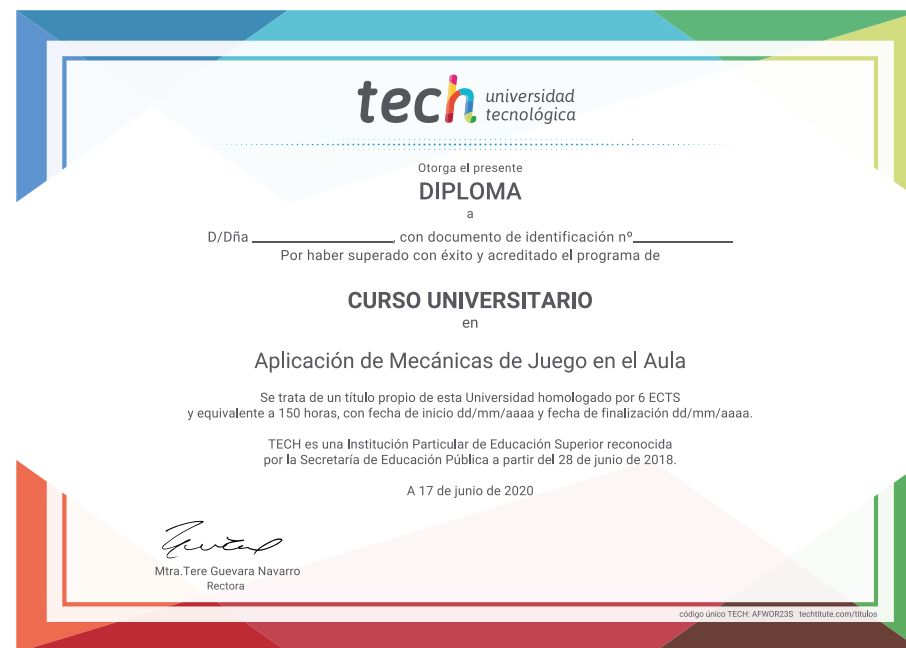 tech universidad
tecnológica
Otorga el presente
DIPLOMA
a
D/Dña ____________________, con documento de identificación nº______________
Por haber superado con éxito y acreditado el programa de
CURSO UNIVERSITARIO
en
Aplicación de Mecánicas de Juego en el Aula
Se trata de un título propio de esta Universidad homologado por 6 ECTS
y equivalente a 150 horas, con fecha de inicio dd/mm/aaaa y fecha de finalización dd/mm/aaaa.
TECH es una Institución Particular de Educación Superior reconocida
por la Secretaría de Educación Pública a partir del 28 de junio de 2018.
A 17 de junio de 2020
Mtra.Tere Guevara Navarro
Rectora
código único TECH: AFWOR23S techtitute.com/titulos